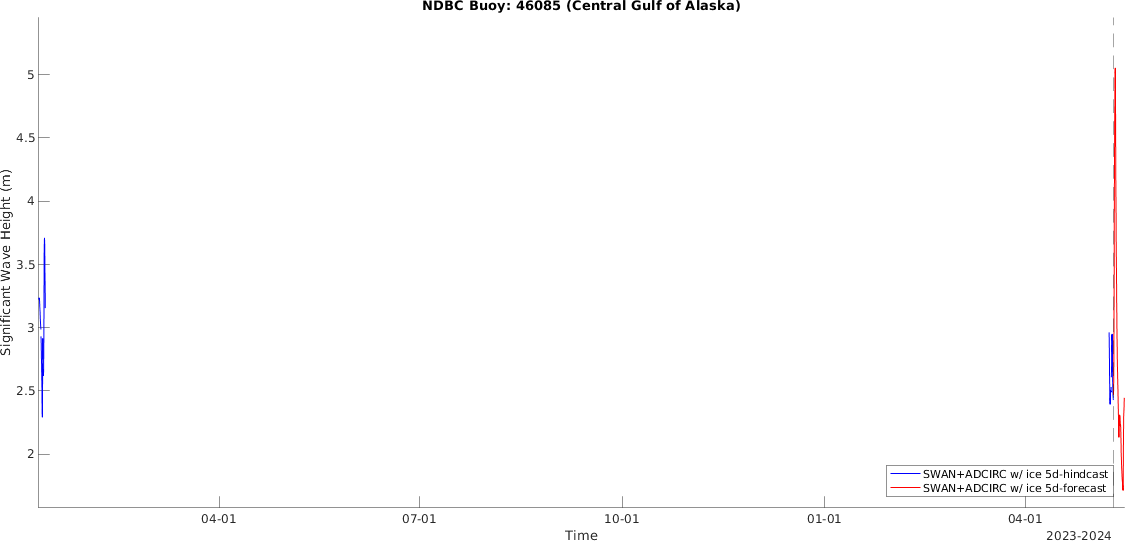 NDBC Buoy: 46085 (Central Gulf of Alaska)
5
4.5
4
3.5
3
2.5
2
Significant Wave Height (m)
SWAN+ADCIRC w/ ice 5d-hindcast
SWAN+ADCIRC w/ ice 5d-forecast
04-01
07-01
10-01
01-01
04-01
Time
2023-2024